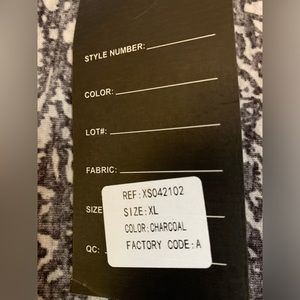 STYLE NUMBER:
COLOR:
LOT#:
FABRIC:
SIZE
QC:
REF:XS042102
SIZE:XL
COLOR:CHARCOAL
FACTORY CODE:A